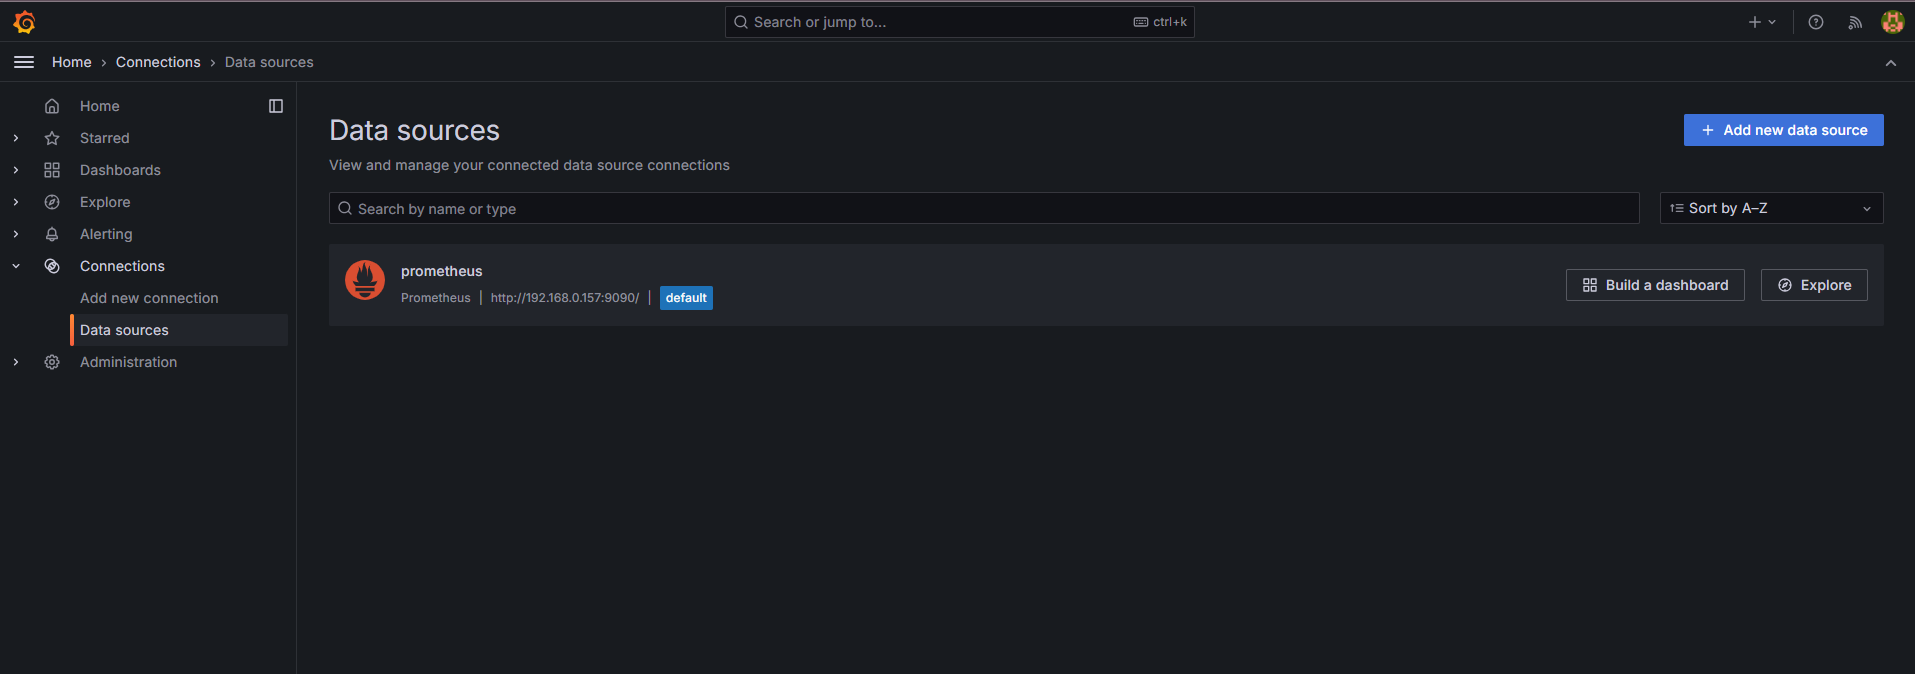 Search or jump to...
ctrl+k
Home
Connections
Data sources
Home
Starred
Dashboards
Explore
Alerting
Connections
Add new connection
Data sources
Administration
Data sources
View and manage your connected data source connections
Add new data source
Search by name or type
Sort by A–Z
prometheus
Prometheus | http://192.168.0.157:9090/ | default
Build a dashboard
Explore